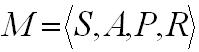 M = ⟨S, A, P, R⟩